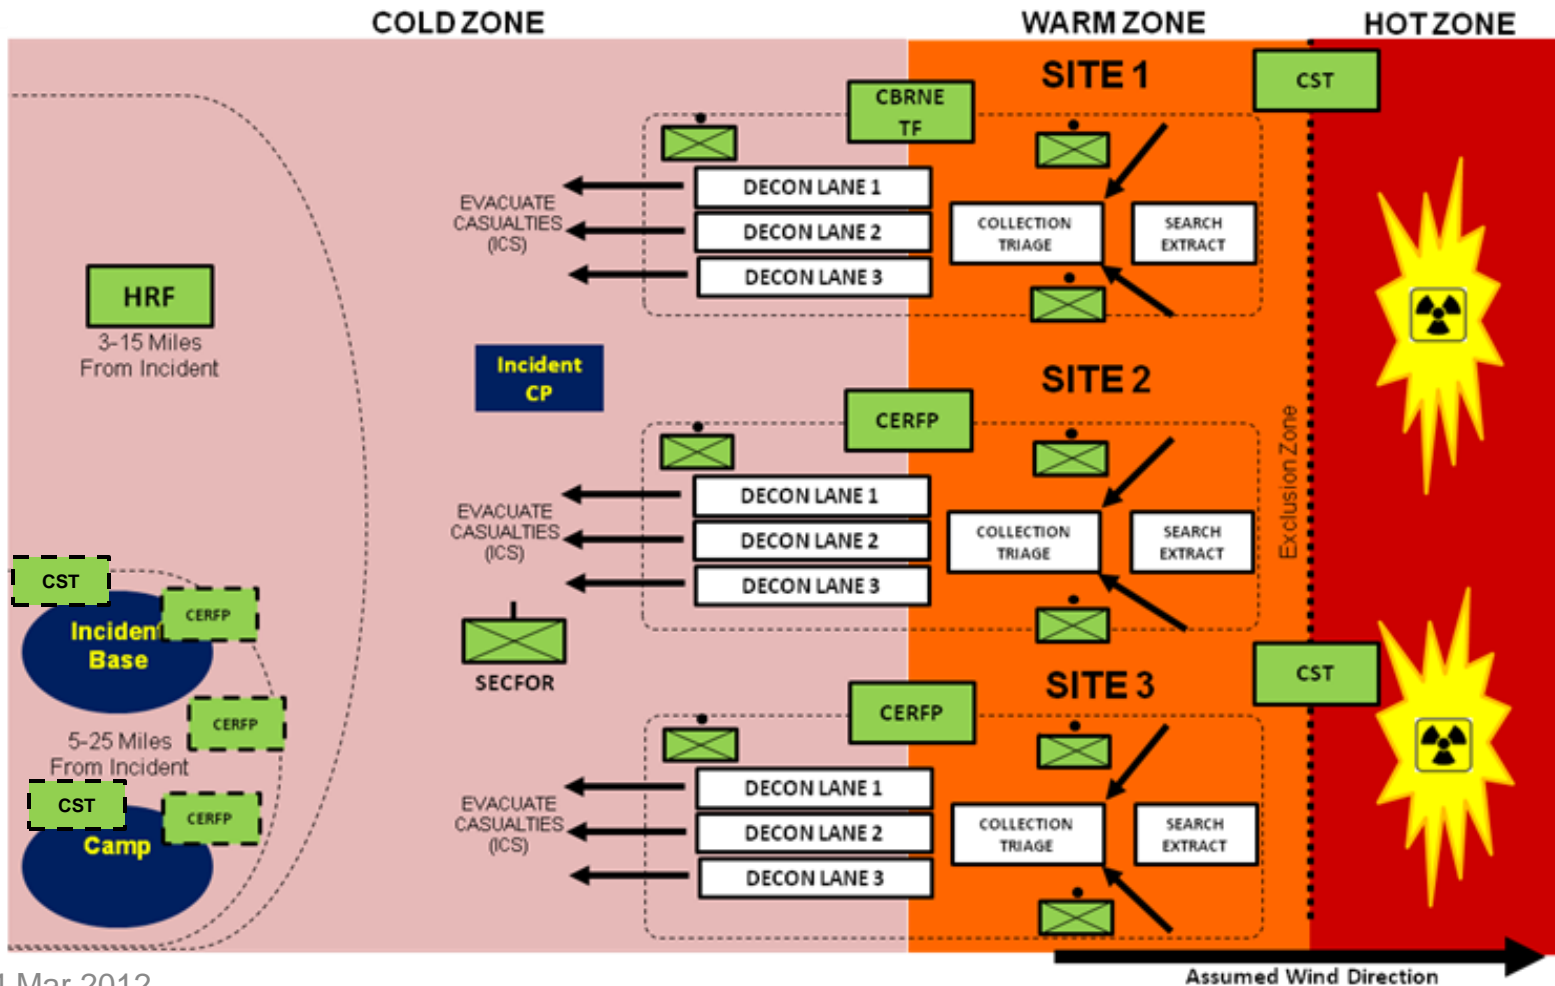 COLD ZONE
WARM ZONE
HOT ZONE
SITE 1
CST
CBRNE
TF
DECON LANE 1
DECON LANE 2
DECON LANE 3
EVACUATE
CASUALTIES
(ICS)
COLLECTION
TRIAGE
SEARCH
EXTRACT
HRF
3-15 Miles
From Incident
Incident
CP
SITE 2
CERFP
DECON LANE 1
DECON LANE 2
DECON LANE 3
EVACUATE
CASUALTIES
(ICS)
COLLECTION
TRIAGE
SEARCH
EXTRACT
Exclusion Zone
CST
CERFP
Incident
Base
SECFOR
CERFP
5-25 Miles
From Incident
CST
CERFP
Camp
SITE 3
CST
CERFP
DECON LANE 1
DECON LANE 2
DECON LANE 3
EVACUATE
CASUALTIES
(ICS)
COLLECTION
TRIAGE
SEARCH
EXTRACT
Assumed Wind Direction
Mar 2012